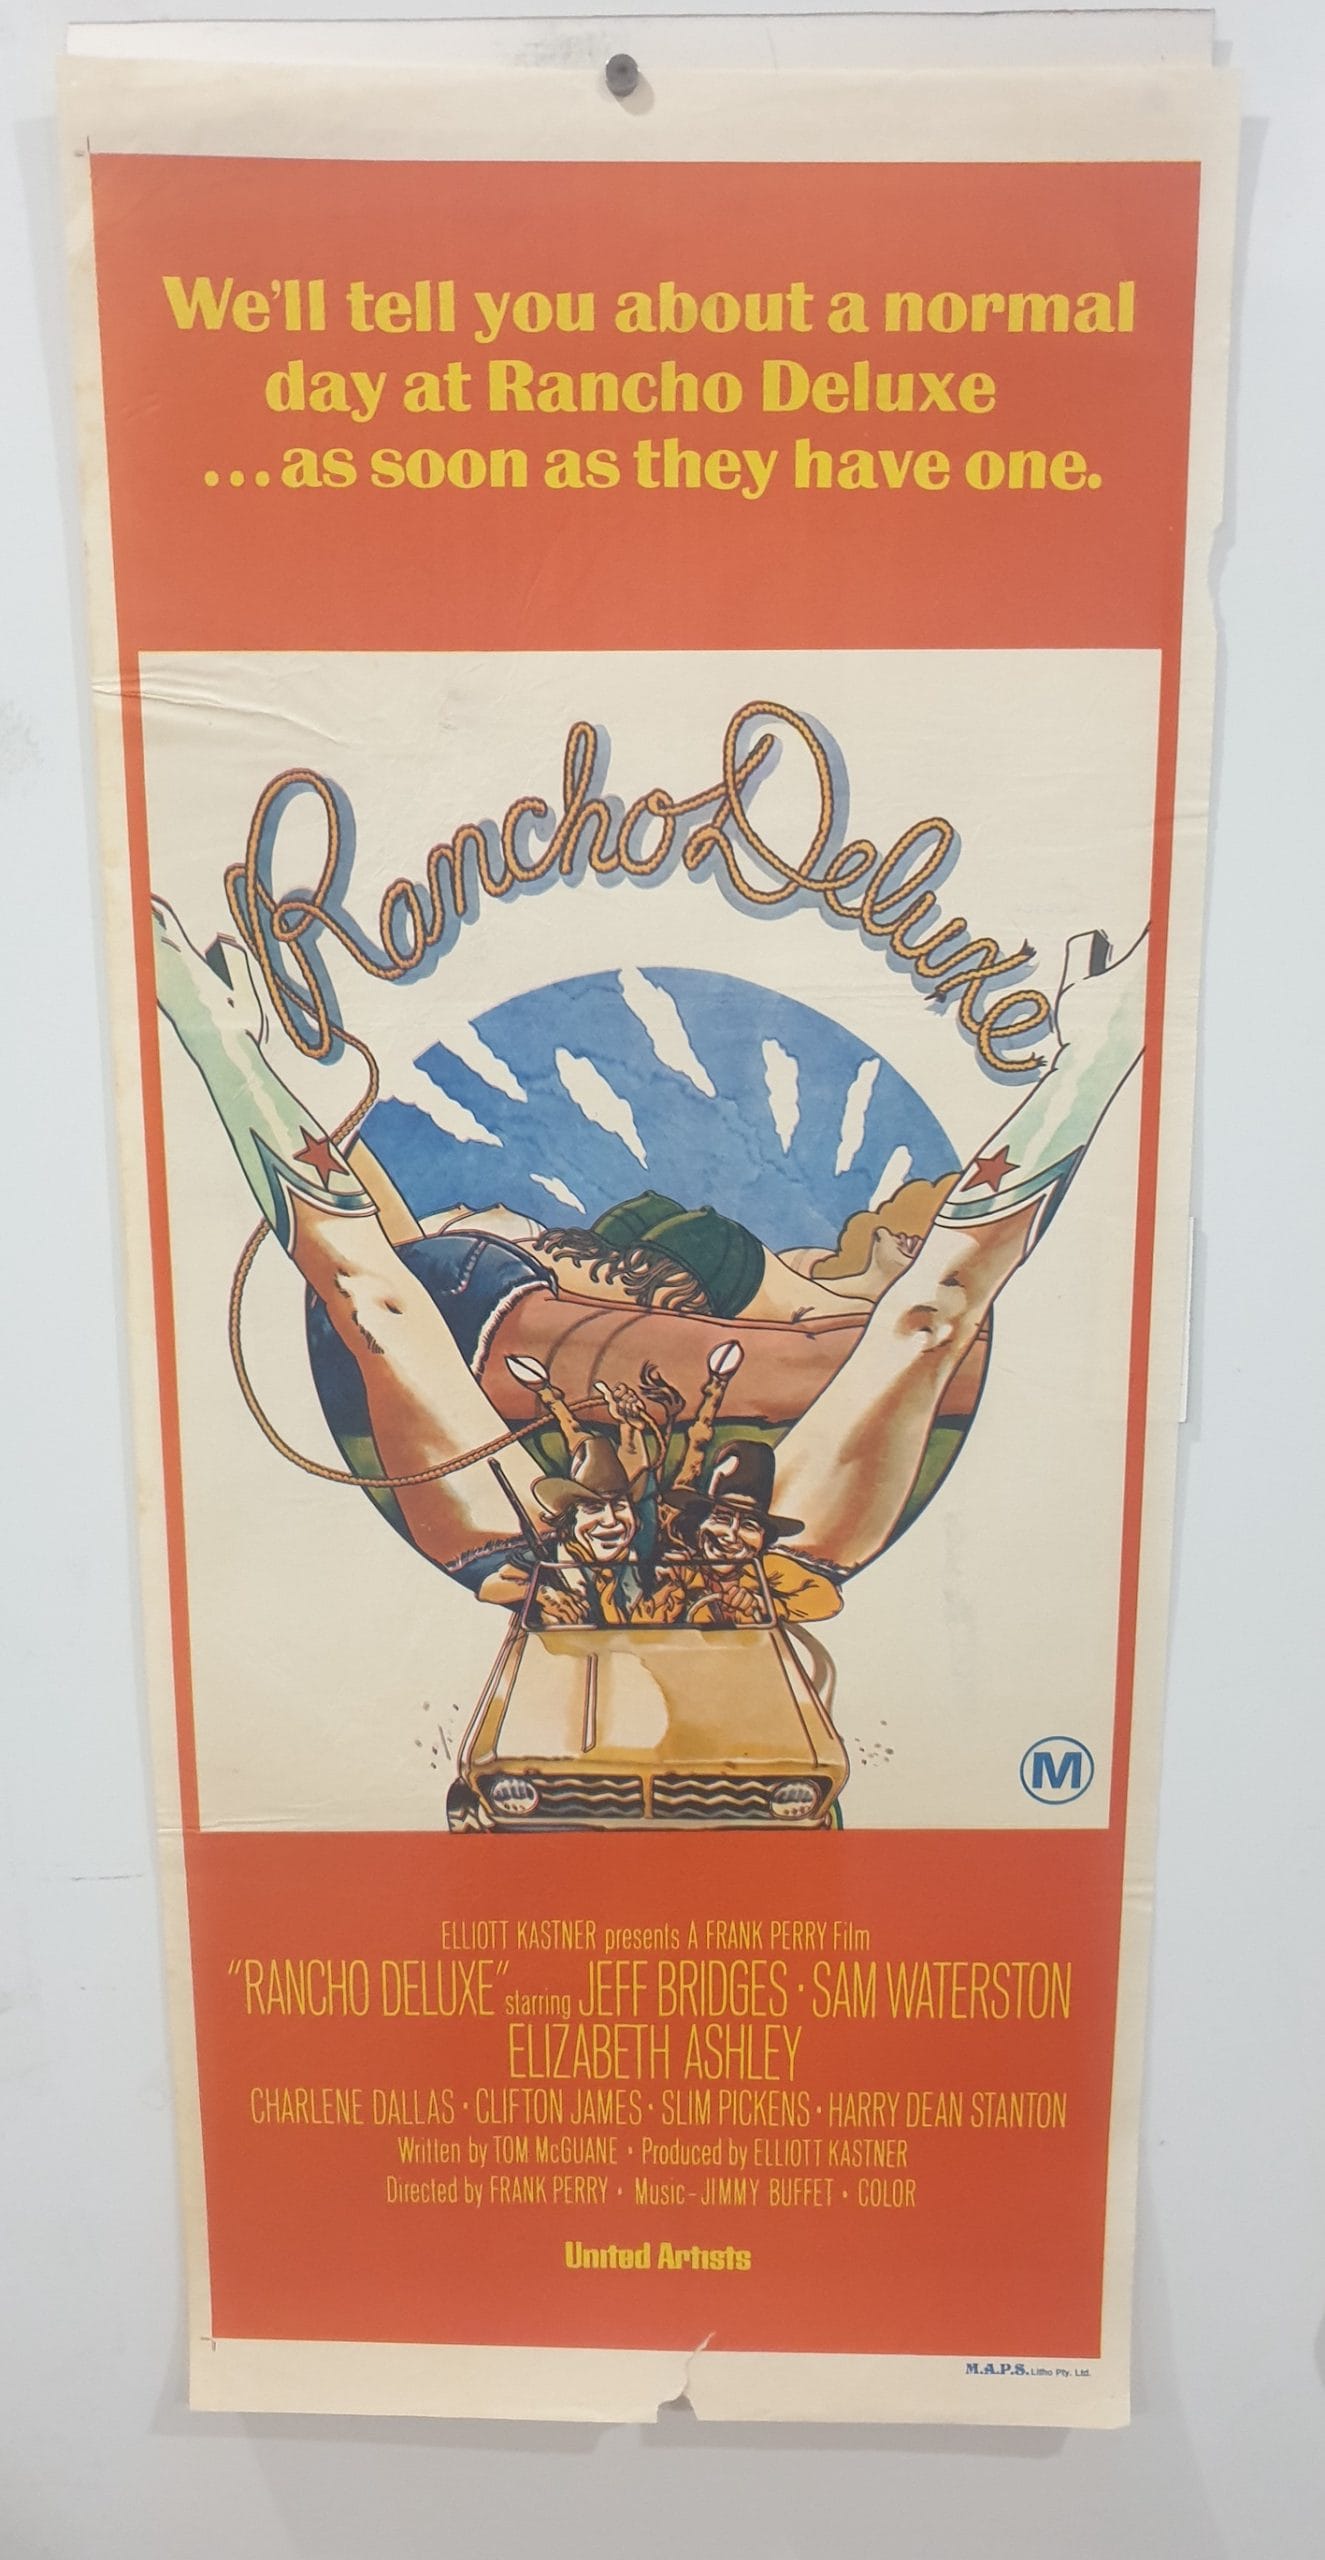 We'll tell you about a normal
day at Rancho Deluxe
...as soon as they have one.
Rancho Deluxe
M
ELLIOTT KASTNER presents A FRANK PERRY Film
"RANCHO DELUXE" starring JEFF BRIDGES · SAM WATERSTON
ELIZABETH ASHLEY
CHARLENE DALLAS · CLIFTON JAMES · SLIM PICKENS · HARRY DEAN STANTON
Written by TOM McGUANE · Produced by ELLIOTT KASTNER
Directed by FRANK PERRY · Music-JIMMY BUFFET · COLOR
United Artists
M.A.P.S. Litho Pty. Ltd.